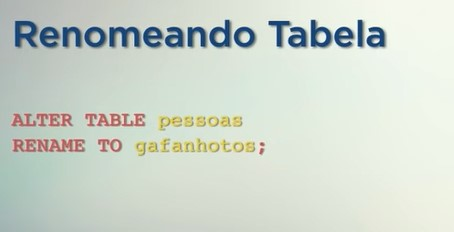 Renomeando Tabela
ALTER TABLE pessoas
RENAME TO gafanhotos;